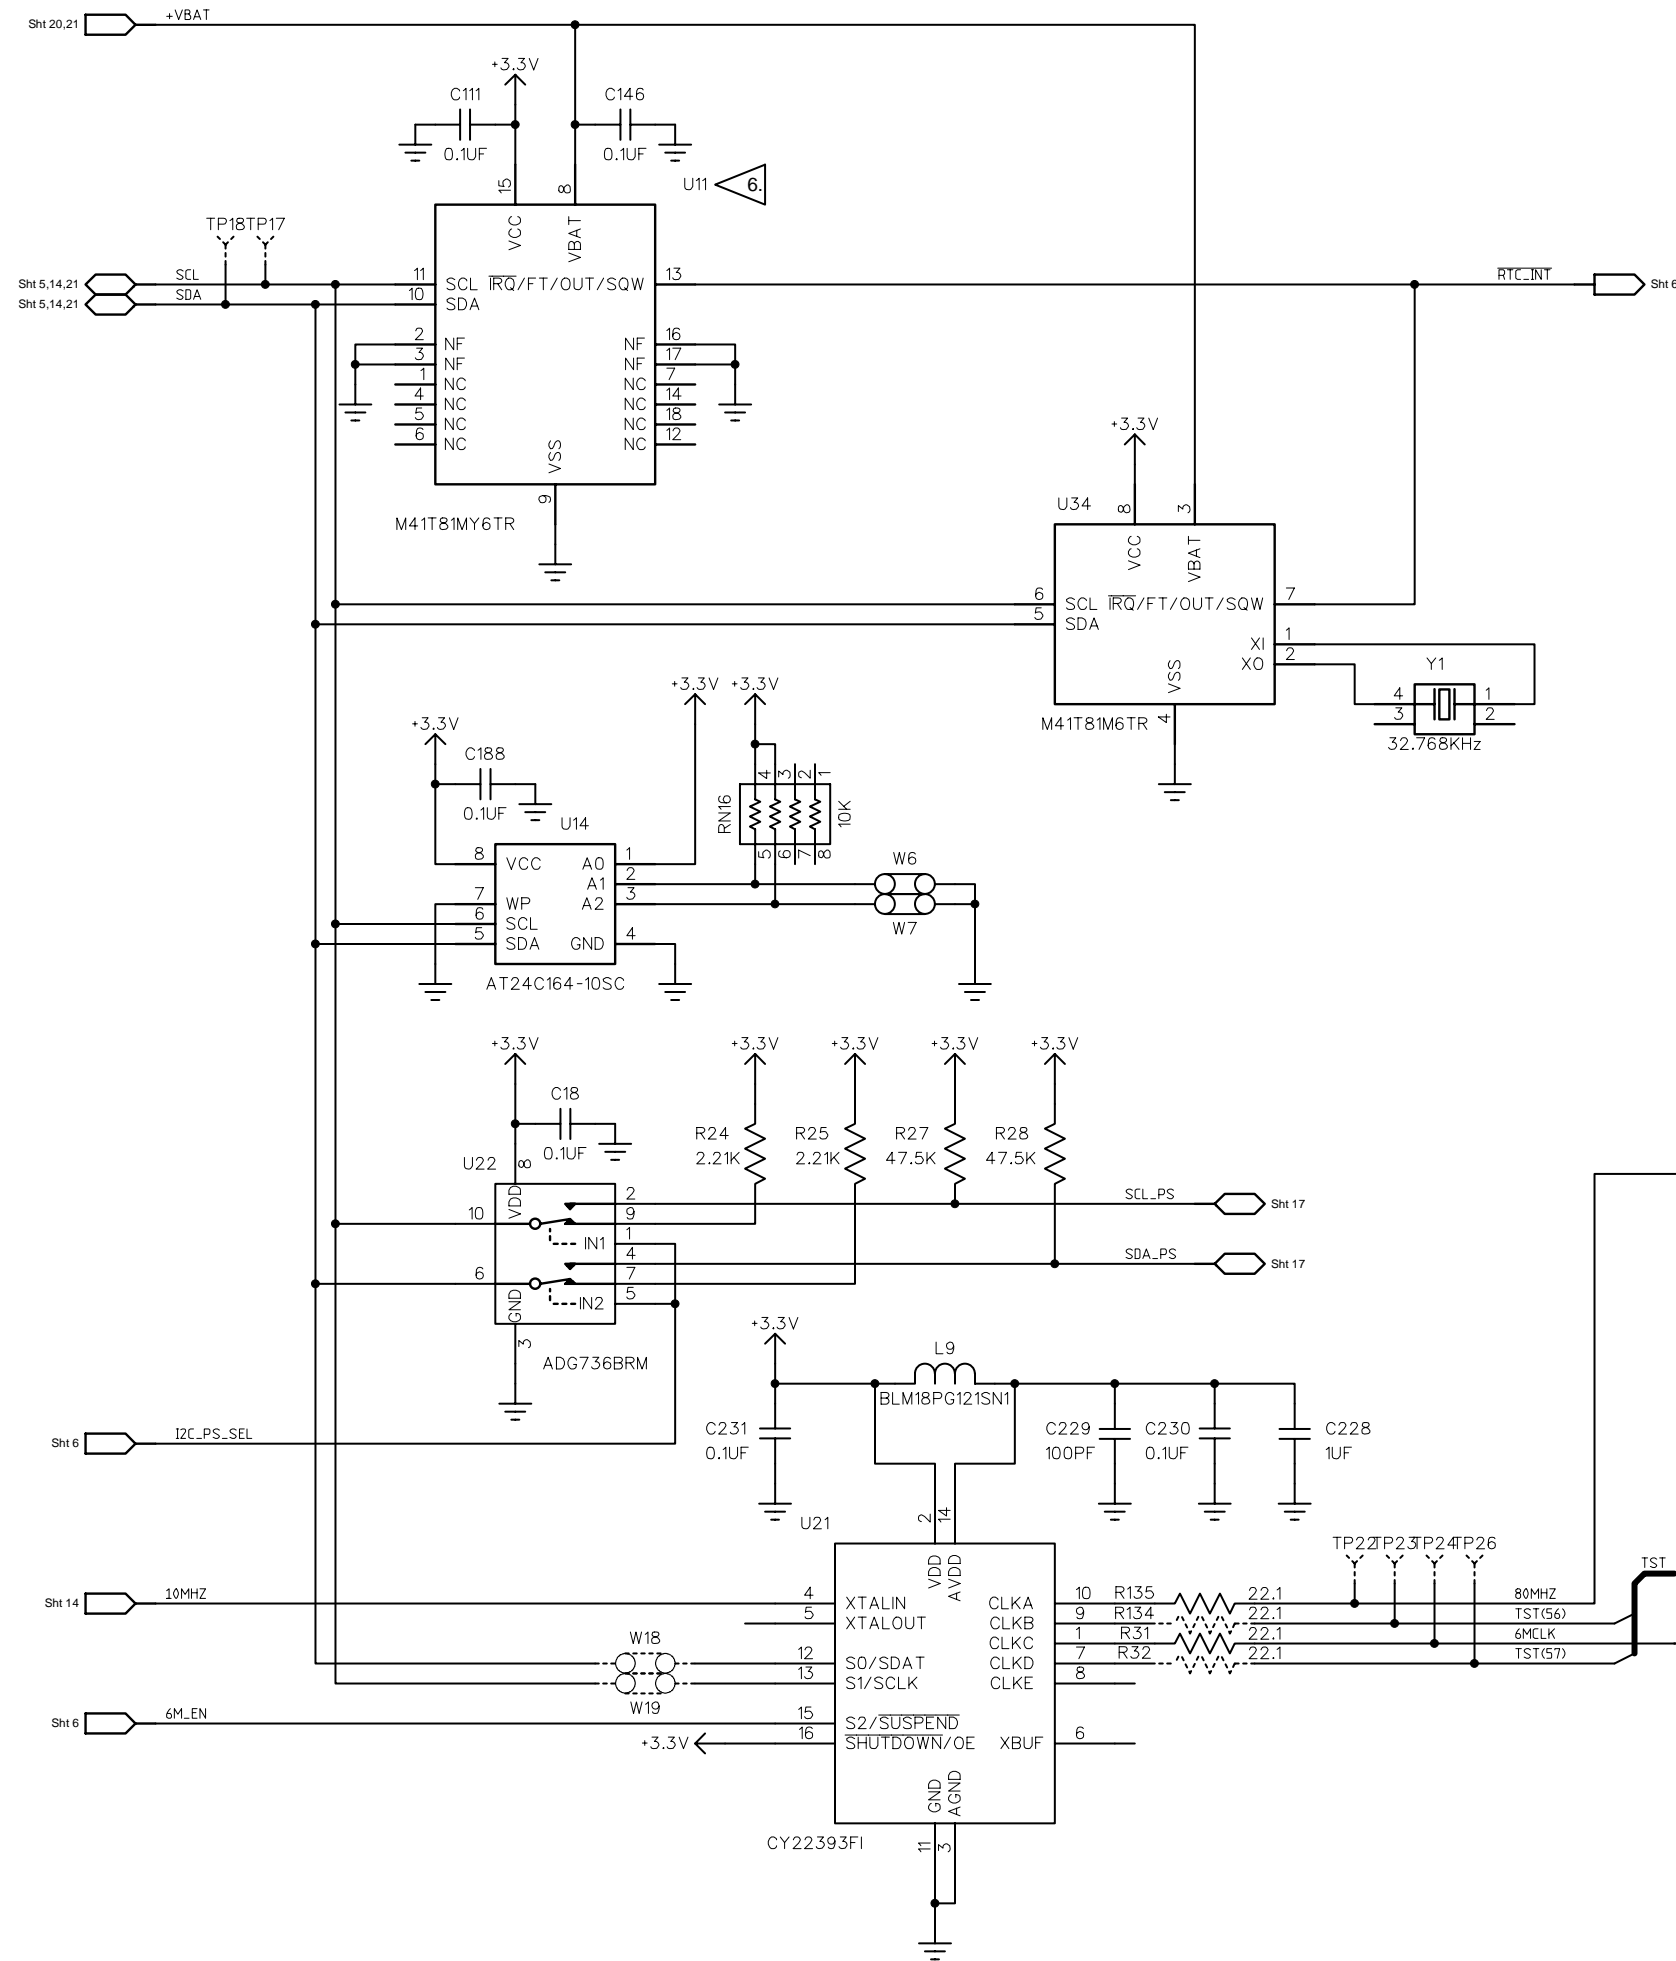 Sht 20,21
+VBAT
+3.3V
C111
0.1UF
C146
0.1UF
15
8
U11
6.
VCC
VBAT
TP18TP17
Sht 5,14,21
SCL
11
SCL
IRQ/FT/OUT/SQW
13
RTC_INT
Sht 6
Sht 5,14,21
SDA
10
SDA
2
NF
NF
16
3
NF
NF
17
1
NC
NC
7
4
NC
NC
14
5
NC
NC
18
6
NC
NC
12
VSS
9
M41T81MY6TR
+3.3V
U34
8
3
VCC
VBAT
6
SCL
IRQ/FT/OUT/SQW
7
5
SDA
XI
1
XO
2
VSS
4
M41T81M6TR
Y1
4
1
3
2
32.768KHz
+3.3V
+3.3V
+3.3V
C188
0.1UF
RN16
4
3
2
1
5
6
7
8
10K
U14
8
VCC
A0
1
A1
2
7
WP
A2
3
6
SCL
5
SDA
GND
4
AT24C164-10SC
W6
W7
+3.3V
+3.3V
+3.3V
+3.3V
+3.3V
C18
0.1UF
R24
2.21K
R25
2.21K
R27
47.5K
R28
47.5K
U22
8
VDD
2
SCL_PS
Sht 17
10
9
IN1
1
4
SDA_PS
Sht 17
6
7
IN2
5
GND
3
ADG736BRM
+3.3V
L9
BLM18PG121SN1
C231
0.1UF
C229
100PF
C230
0.1UF
C228
1UF
Sht 6
I2C_PS_SEL
U21
2
14
VDD
AVDD
TP22TP23TP24TP26
TST
Sht 14
10MHZ
4
XTALIN
CLKA
10
R135
22.1
80MHZ
5
XTALOUT
CLKB
9
R134
22.1
TST(56)
CLKC
1
R31
22.1
6MCLK
W18
12
S0/SDAT
CLKD
7
R32
22.1
TST(57)
13
S1/SCLK
CLKE
8
W19
Sht 6
6M_EN
15
S2/SUSPEND
+3.3V
16
SHUTDOWN/OE
XBUF
6
GND
AGND
11
3
CY22393FI